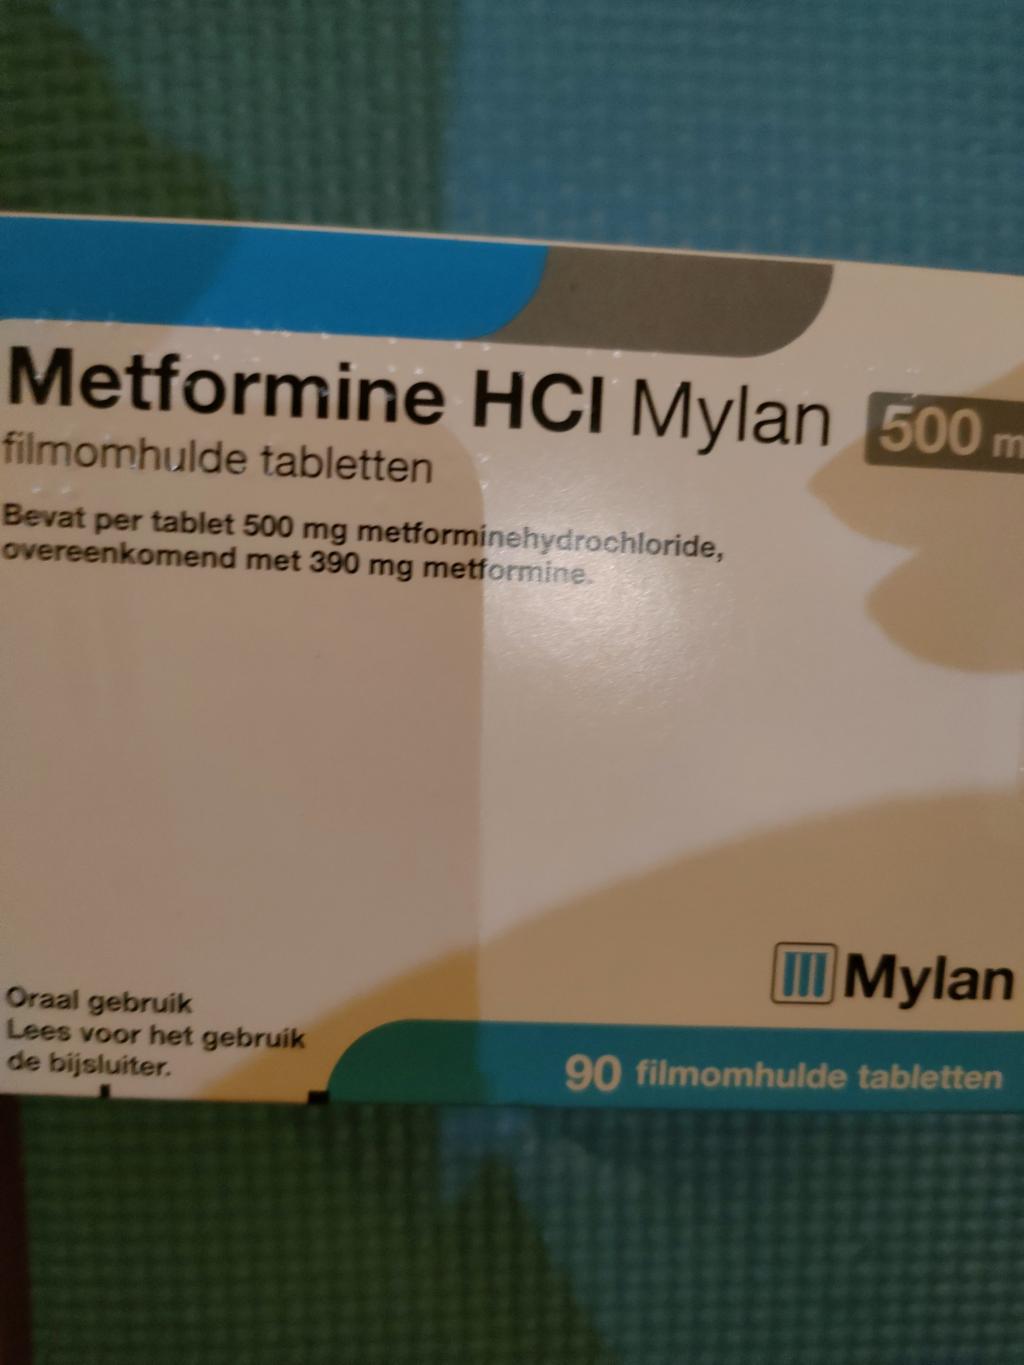 Metformine HCl Mylan 500 m
filmomhulde tabletten
Bevat per tablet 500 mg metforminehydrochloride,
overeenkomend met 390 mg metformine.
Oraal gebruik
Lees voor het gebruik
de bijsluiter.
Mylan
90 filmomhulde tabletten